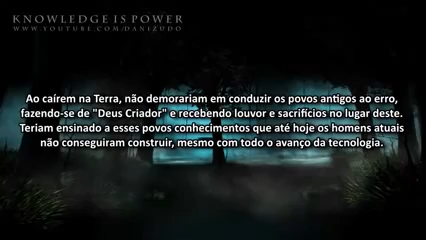 KNOWLEDGE IS POWER
WWW.YOUTUBE.COM/DANIZUDO
Ao caírem na Terra, não demorariam em conduzir os povos antigos ao erro,
fazendo-se de "Deus Criador" e recebendo louvor e sacrifícios no lugar deste.
Teriam ensinado a esses povos conhecimentos que até hoje os homens atuais
não conseguiram construir, mesmo com todo o avanço da tecnologia.